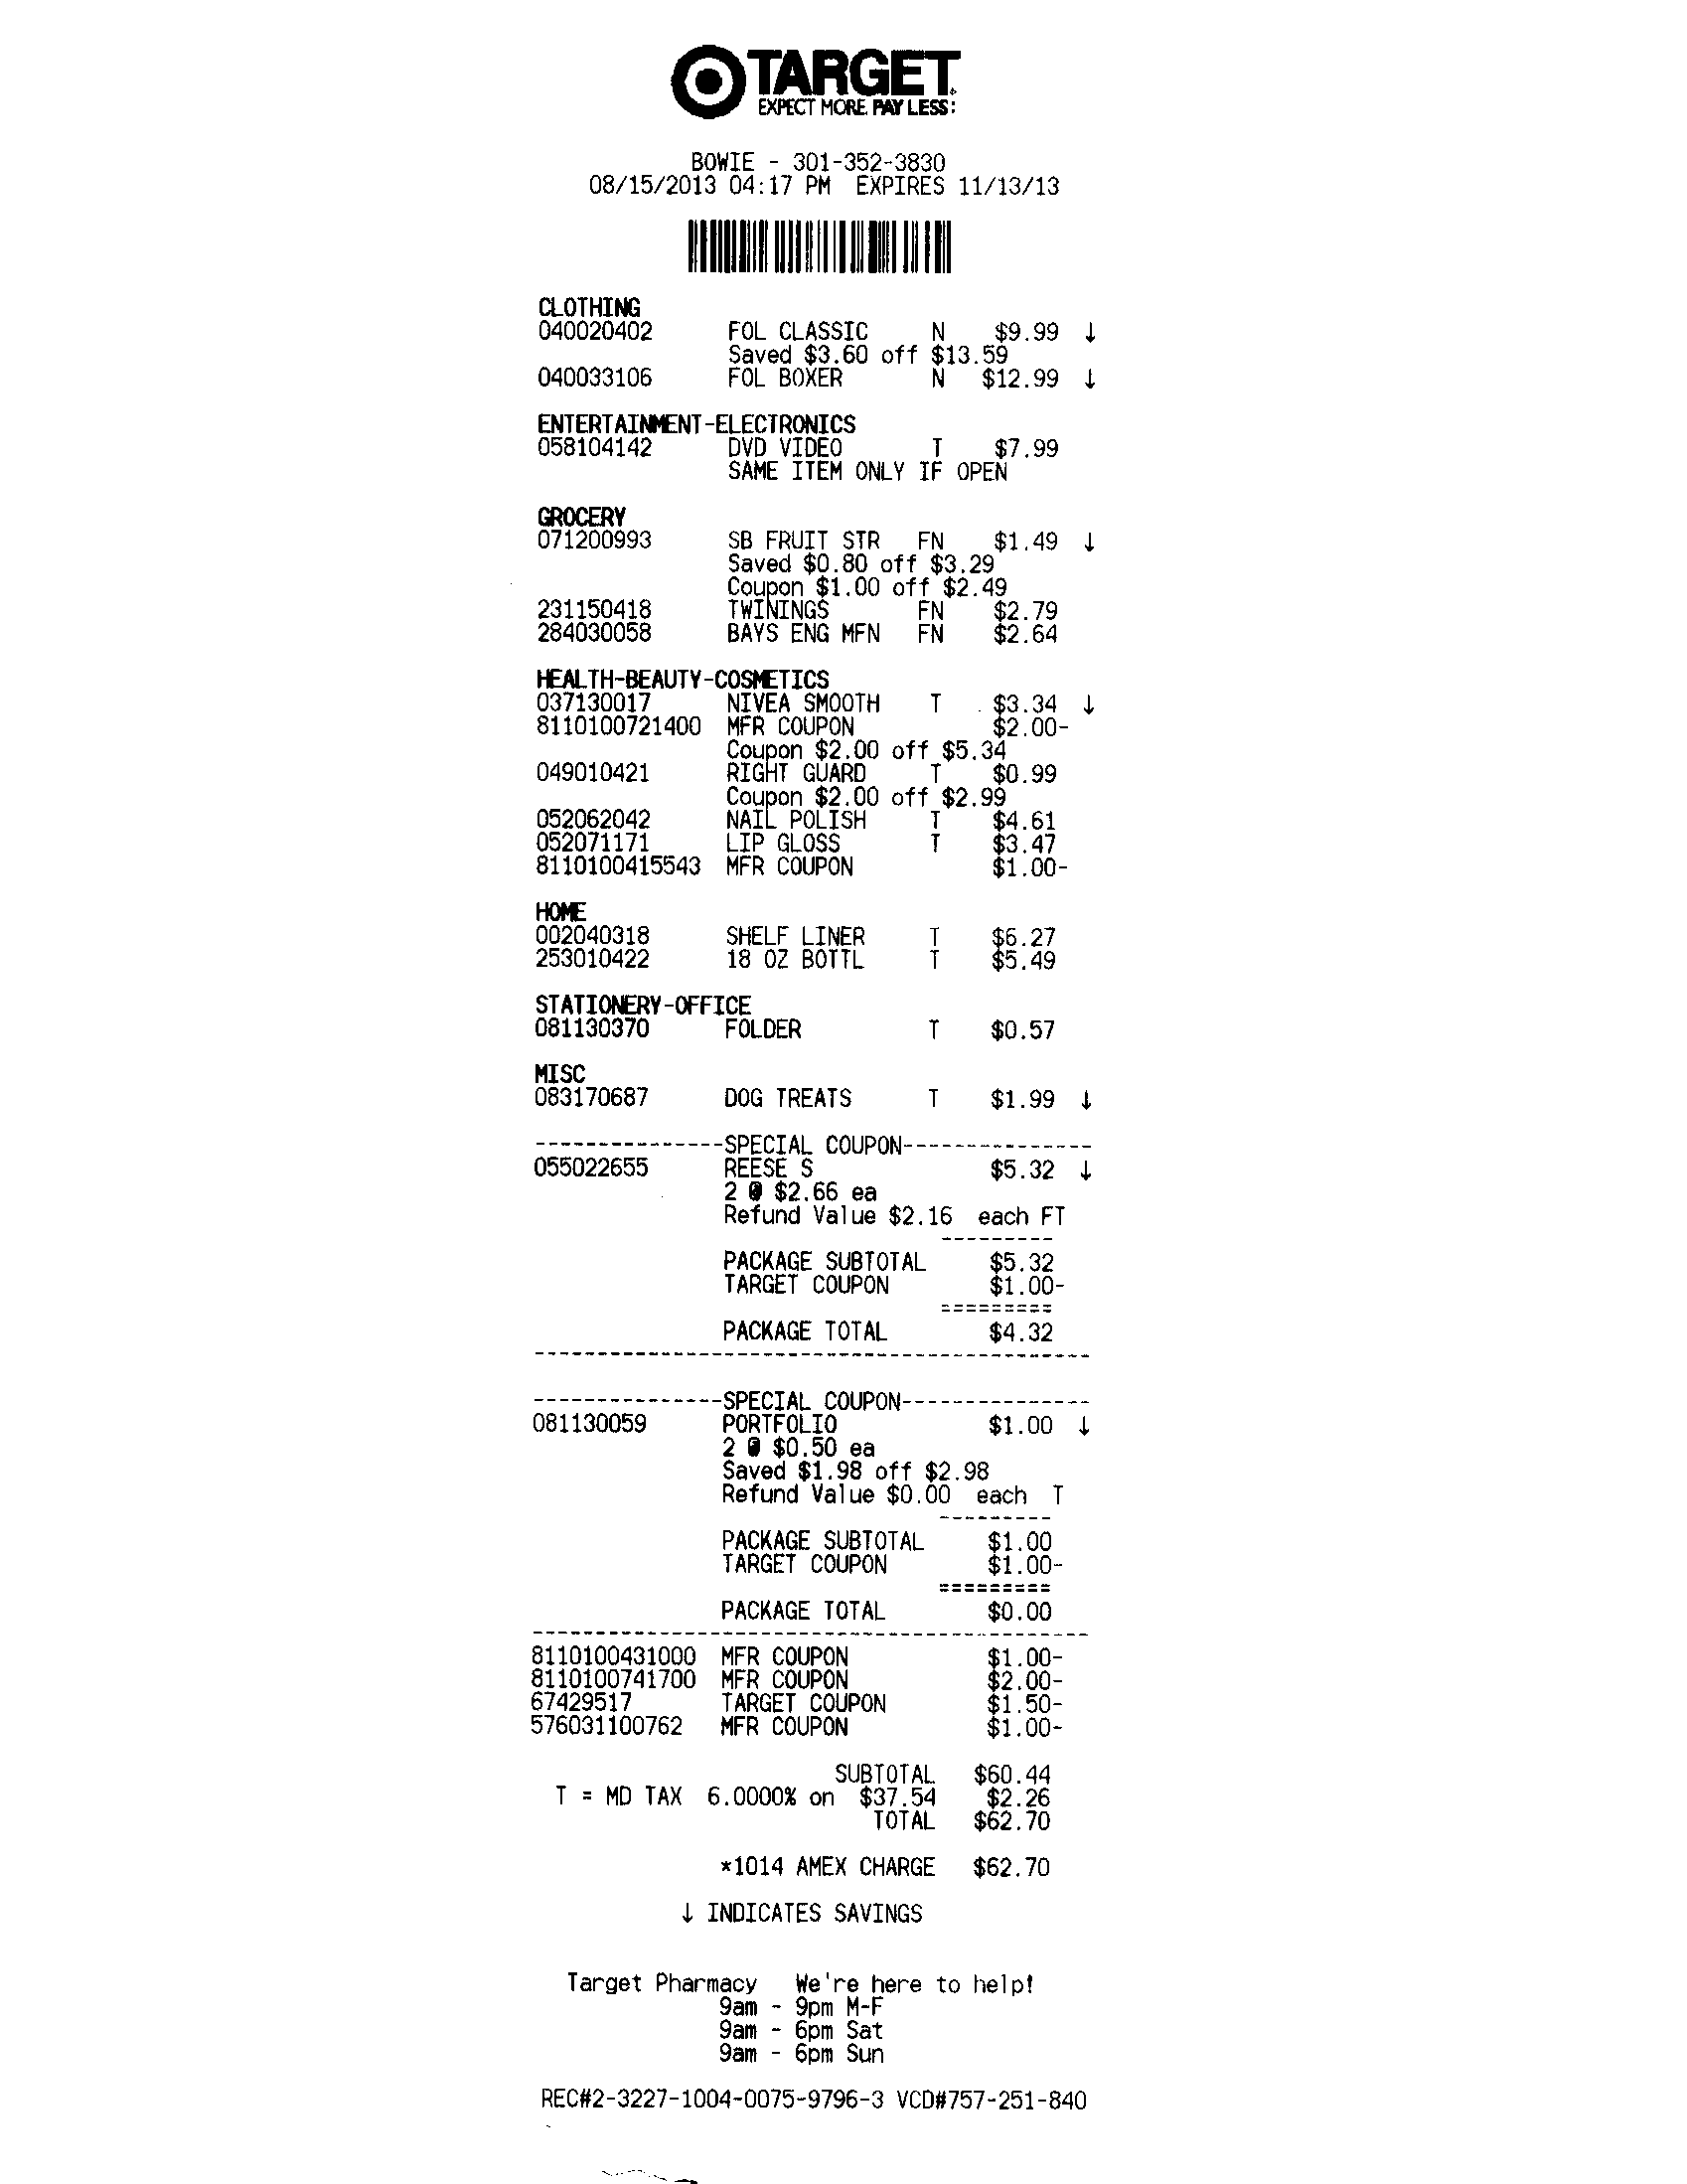 TARGET
EXPECT MORE. PAY LESS.
BOWIE - 301-352-3830
08/15/2013 04:17 PM EXPIRES 11/13/13
CLOTHING
040020402 FOL CLASSIC N $9.99 ↓
Saved $3.60 off $13.59
040033106 FOL BOXER N $12.99 ↓
ENTERTAINMENT-ELECTRONICS
058104142 DVD VIDEO T $7.99
SAME ITEM ONLY IF OPEN
GROCERY
071200993 SB FRUIT STR FN $1.49 ↓
Saved $0.80 off $3.29
Coupon $1.00 off $2.49
231150418 TWININGS FN $2.79
284030058 BAYS ENG MFN FN $2.64
HEALTH-BEAUTY-COSMETICS
037130017 NIVEA SMOOTH T $3.34 ↓
8110100721400 MFR COUPON $2.00-
Coupon $2.00 off $5.34
049010421 RIGHT GUARD T $0.99
Coupon $2.00 off $2.99
052062042 NAIL POLISH T $4.61
052071171 LIP GLOSS T $3.47
8110100415543 MFR COUPON $1.00-
HOME
002040318 SHELF LINER T $6.27
253010422 18 OZ BOTTL T $5.49
STATIONERY-OFFICE
081130370 FOLDER T $0.57
MISC
083170687 DOG TREATS T $1.99 ↓
---------------SPECIAL COUPON---------------
055022655 REESE S $5.32 ↓
2 @ $2.66 ea
Refund Value $2.16 each FT
---------
PACKAGE SUBTOTAL $5.32
TARGET COUPON $1.00-
=========
PACKAGE TOTAL $4.32
--------------------------------------------
---------------SPECIAL COUPON---------------
081130059 PORTFOLIO $1.00 ↓
2 @ $0.50 ea
Saved $1.98 off $2.98
Refund Value $0.00 each T
---------
PACKAGE SUBTOTAL $1.00
TARGET COUPON $1.00-
=========
PACKAGE TOTAL $0.00
--------------------------------------------
8110100431000 MFR COUPON $1.00-
8110100741700 MFR COUPON $2.00-
67429517 TARGET COUPON $1.50-
576031100762 MFR COUPON $1.00-
SUBTOTAL $60.44
T = MD TAX 6.0000% on $37.54 $2.26
TOTAL $62.70
*1014 AMEX CHARGE $62.70
↓ INDICATES SAVINGS
Target Pharmacy We're here to help!
9am - 9pm M-F
9am - 6pm Sat
9am - 6pm Sun
REC#2-3227-1004-0075-9796-3 VCD#757-251-840